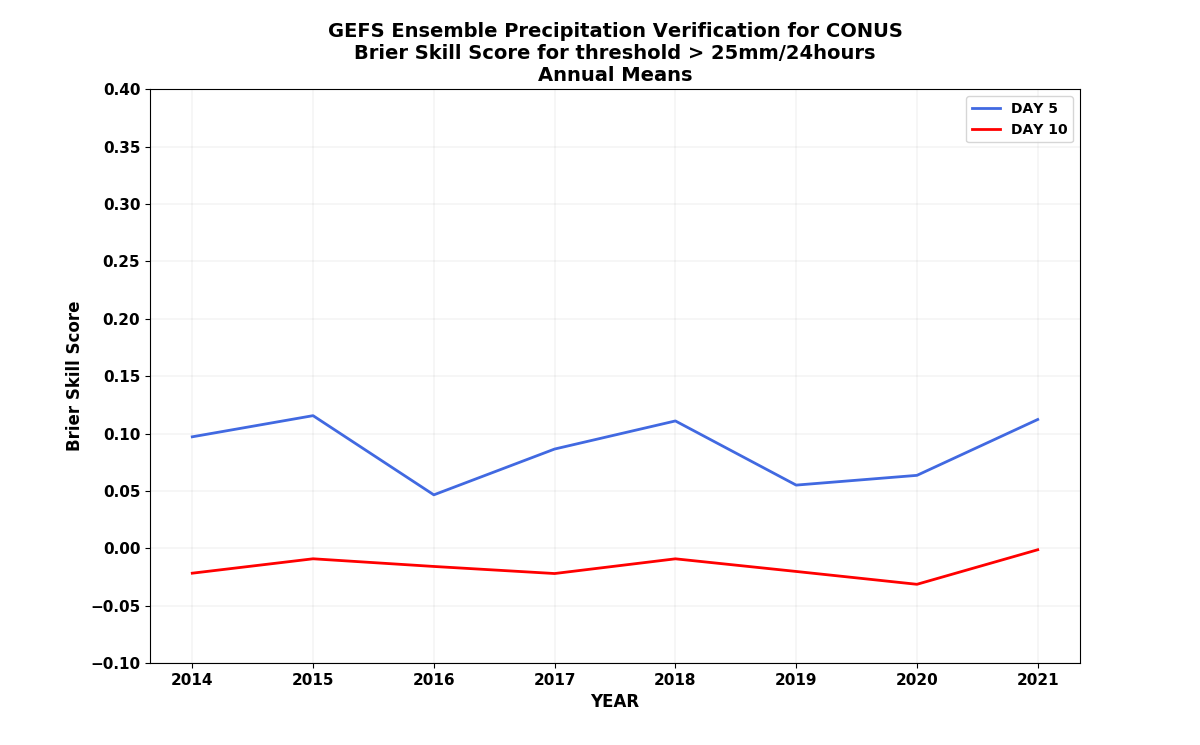 GEFS Ensemble Precipitation Verification for CONUS
Brier Skill Score for threshold > 25mm/24hours
Annual Means
DAY 5
DAY 10
Brier Skill Score
0.40
0.35
0.30
0.25
0.20
0.15
0.10
0.05
0.00
−0.05
−0.10
2014 2015 2016 2017 2018 2019 2020 2021
YEAR